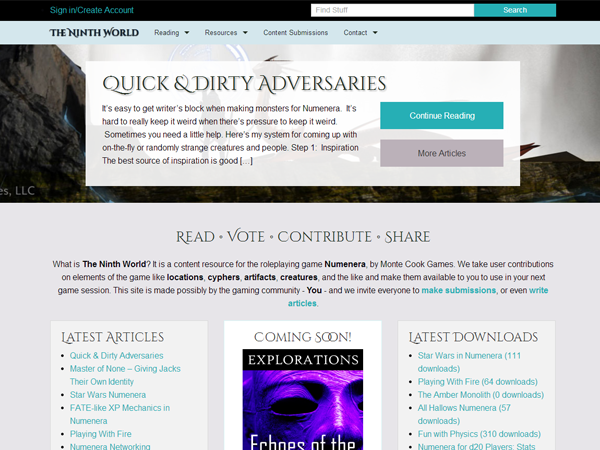 Sign in/Create Account
Find Stuff
Search
The Ninth World
Reading
Resources
Content Submissions
Contact
Quick & Dirty Adversaries
It's easy to get writer's block when making monsters for Numenera. It's
hard to really keep it weird when there's pressure to keep it weird.
Sometimes you need a little help. Here's my system for coming up with
on-the-fly or randomly strange creatures and people. Step 1: Inspiration
The best source of inspiration is good [...]
Continue Reading
More Articles
es, LLC
Read • Vote • Contribute • Share
What is The Ninth World? It is a content resource for the roleplaying game Numenera, by Monte Cook Games. We take user contributions
on elements of the game like locations, cyphers, artifacts, creatures, and the like and make them available to you to use in your next
game session. This site is made possibly by the gaming community - You - and we invite everyone to make submissions, or even write
articles.
Latest Articles
Quick & Dirty Adversaries
Master of None – Giving Jacks
Their Own Identity
Star Wars Numenera
FATE-like XP Mechanics in
Numenera
Playing With Fire
Numenera Networking
Coming Soon!
EXPLORATIONS
Echoes of the
Latest Downloads
Star Wars in Numenera (111
downloads)
Playing With Fire (64 downloads)
The Amber Monolith (0 downloads)
All Hallows Numenera (57
downloads)
Fun with Physics (310 downloads)
Numenera for d20 Players: Stats